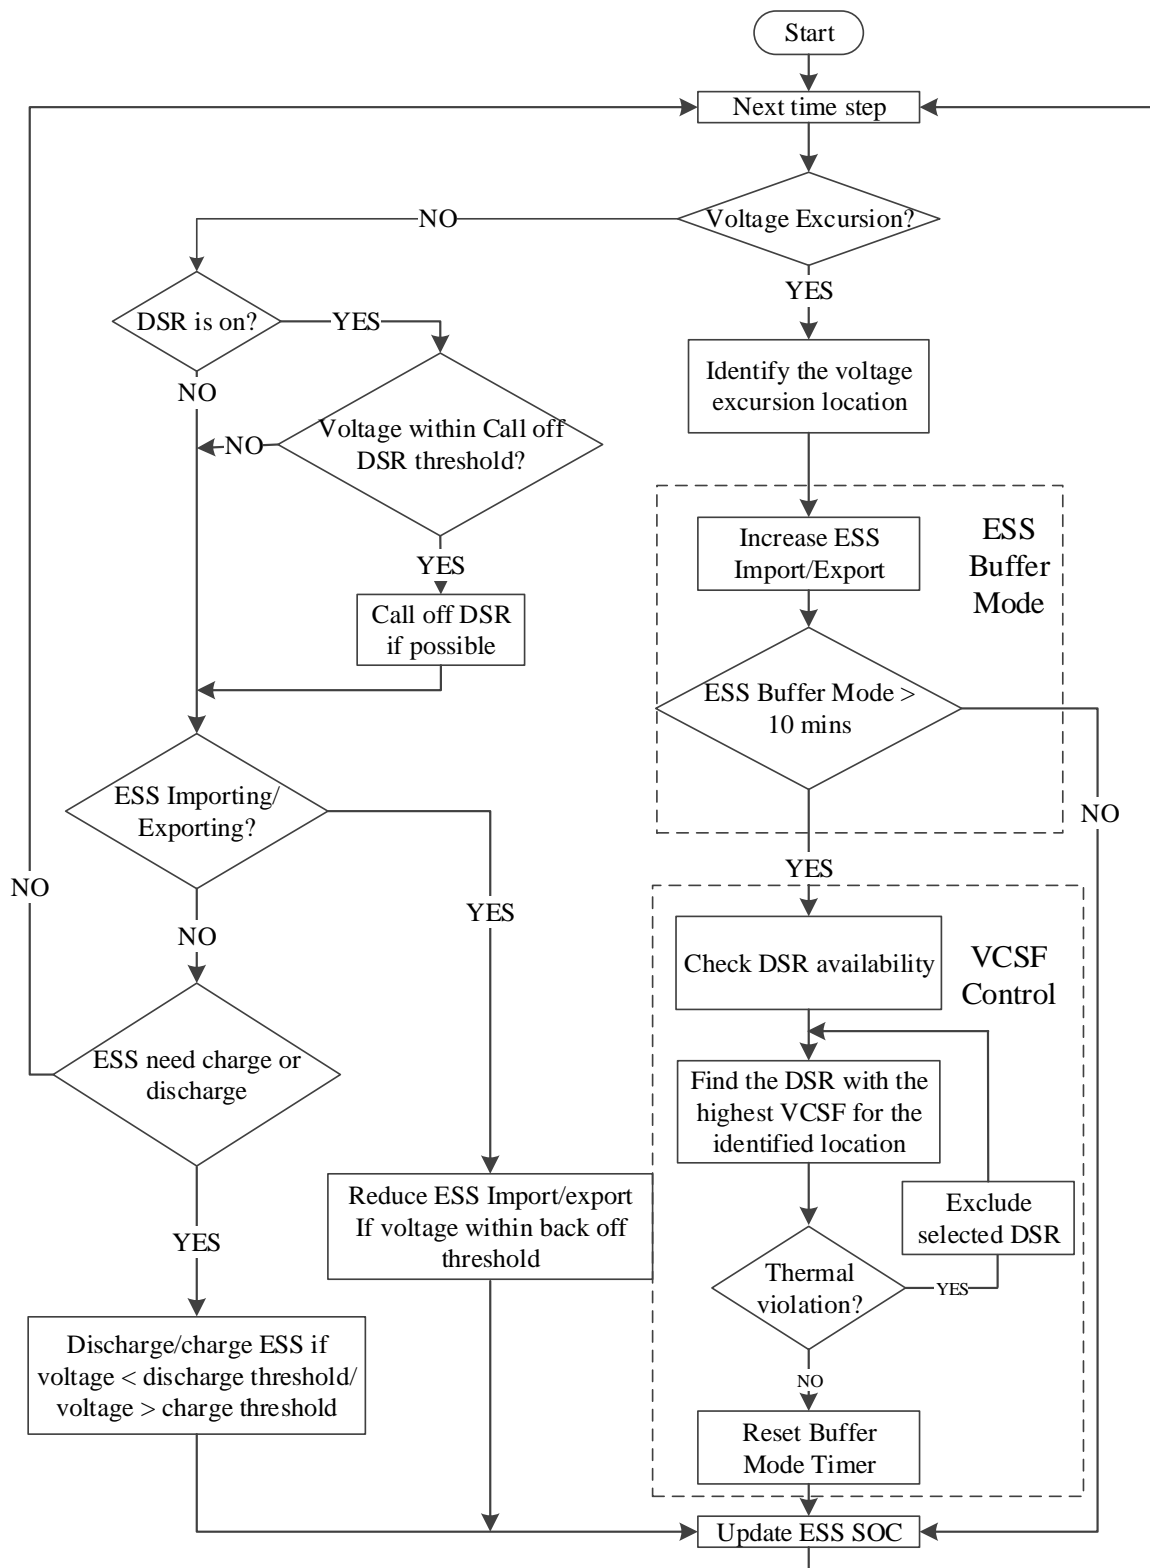 Start
Next time step
Voltage Excursion?
NO
YES
DSR is on?
YES
NO
Identify the voltage
excursion location
Voltage within Call off
DSR threshold?
NO
YES
Call off DSR
if possible
ESS
Buffer
Mode
Increase ESS
Import/Export
ESS Buffer Mode >
10 mins
NO
YES
ESS Importing/
Exporting?
NO
YES
NO
ESS need charge or
discharge
YES
Reduce ESS Import/export
If voltage within back off
threshold
Discharge/charge ESS if
voltage < discharge threshold/
voltage > charge threshold
VCSF
Control
Check DSR availability
Find the DSR with the
highest VCSF for the
identified location
Exclude
selected DSR
Thermal
violation?
YES
NO
Reset Buffer
Mode Timer
Update ESS SOC